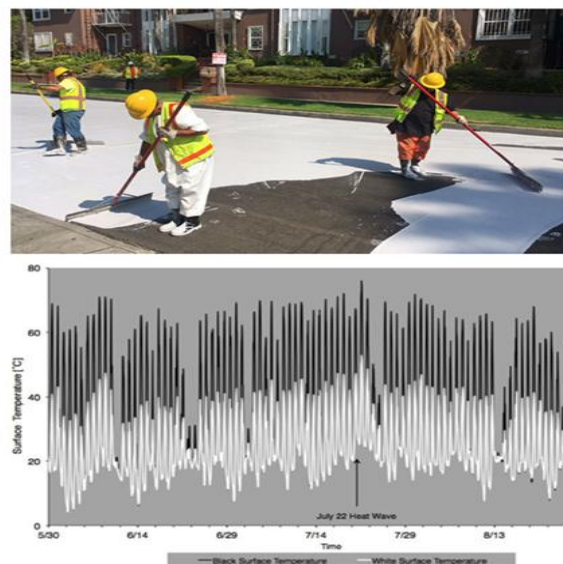 80
60
40
20
0
Surface Temperature [°C]
July 22 Heat Wave
5/30 6/14 6/29 7/14 7/29 8/13
Time
Black Surface Temperature White Surface Temperature